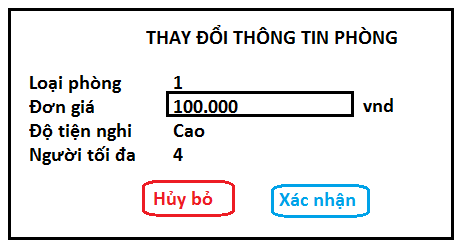 THAY ĐỔI THÔNG TIN PHÒNG
Loại phòng 1
Đơn giá 100.000 vnd
Độ tiện nghi Cao
Người tối đa 4
Hủy bỏ Xác nhận